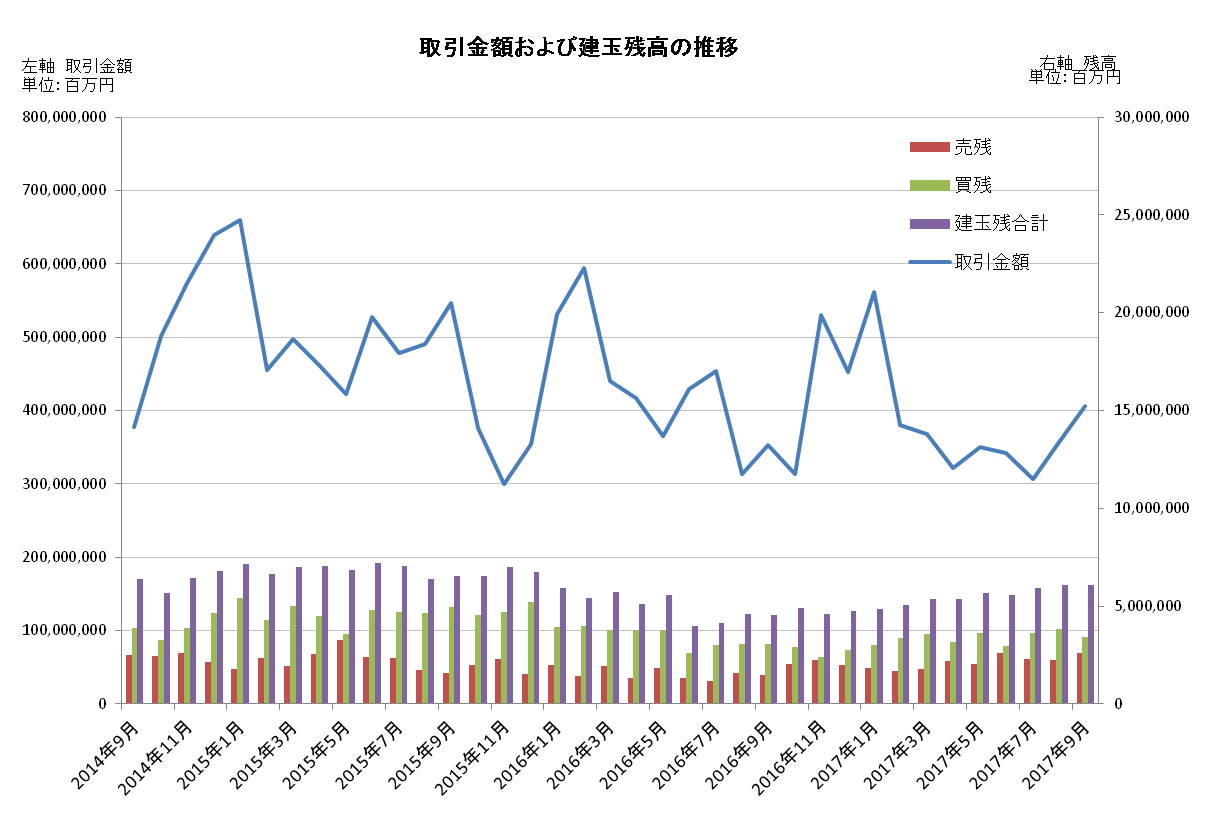 取引金額および建玉残高の推移
左軸　取引金額
単位：百万円
右軸　残高
単位：百万円
800,000,000
700,000,000
600,000,000
500,000,000
400,000,000
300,000,000
200,000,000
100,000,000
0
30,000,000
25,000,000
20,000,000
15,000,000
10,000,000
5,000,000
0
売残
買残
建玉残合計
取引金額
2014年9月
2014年11月
2015年1月
2015年3月
2015年5月
2015年7月
2015年9月
2015年11月
2016年1月
2016年3月
2016年5月
2016年7月
2016年9月
2016年11月
2017年1月
2017年3月
2017年5月
2017年7月
2017年9月